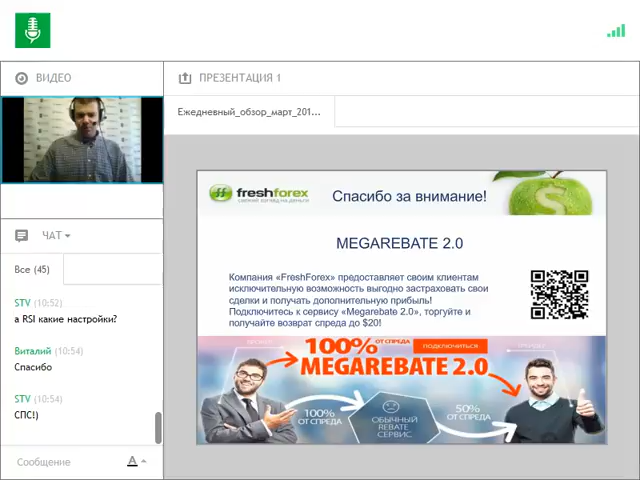 ВИДЕО
ПРЕЗЕНТАЦИЯ 1
Ежедневный_обзор_март_201...
freshforex
Спасибо за внимание!
MEGAREBATE 2.0
Компания «FreshForex» предоставляет своим клиентам
исключительную возможность выгодно застраховать свои
сделки и получать дополнительную прибыль!
Подключитесь к сервису «Megarebate 2.0», торгуйте и
получайте возврат спреда до $20!
100% ОТ СПРЕДА
ПОДКЛЮЧИТЬСЯ
MEGAREBATE 2.0
100%
ОТ СПРЕДА
ОБЫЧНЫЙ
REBATE
СЕРВИС
50%
ОТ СПРЕДА
ЧАТ
Все (45)
STV (10:52)
а RSI какие настройки?
Виталий (10:54)
Спасибо
STV (10:54)
СПС!)
Сообщение
A